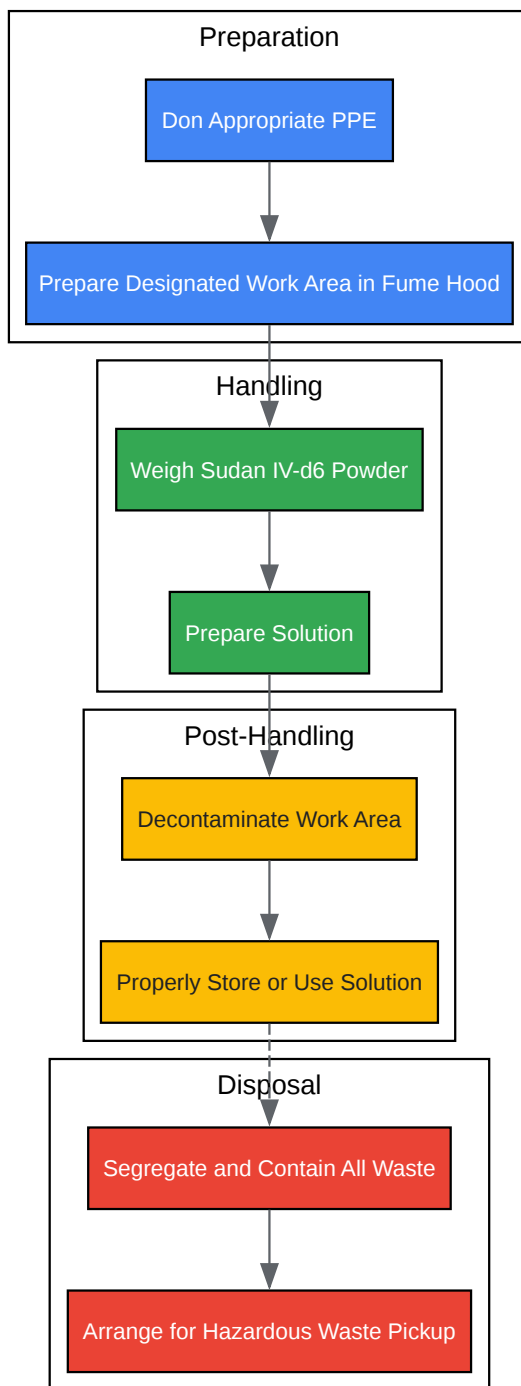 Preparation
Don Appropriate PPE
Prepare Designated Work Area in Fume Hood
Handling
Weigh Sudan IV-d6 Powder
Prepare Solution
Post-Handling
Decontaminate Work Area
Properly Store or Use Solution
Disposal
Segregate and Contain All Waste
Arrange for Hazardous Waste Pickup